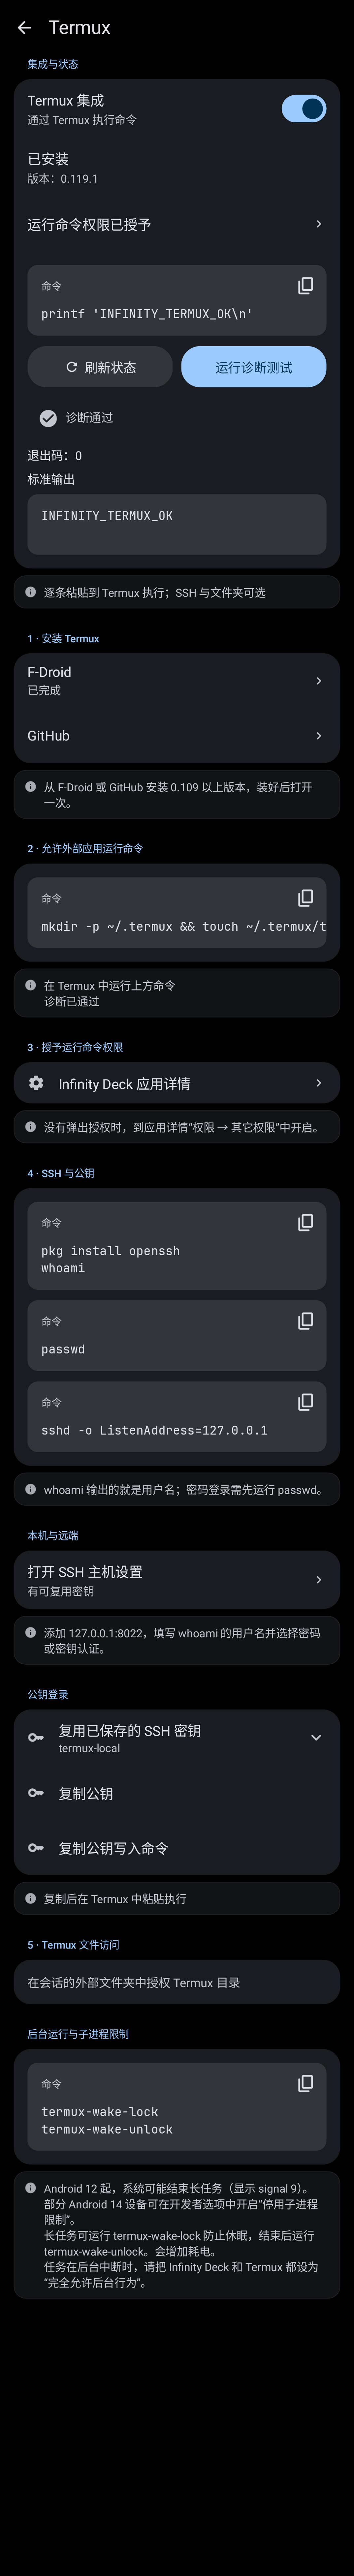 Termux
集成与状态
Termux 集成
通过 Termux 执行命令
已安装
版本：0.119.1
运行命令权限已授予
命令
printf 'INFINITY_TERMUX_OK\n'
刷新状态
运行诊断测试
诊断通过
退出码：0
标准输出
INFINITY_TERMUX_OK
逐条粘贴到 Termux 执行；SSH 与文件夹可选
1 · 安装 Termux
F-Droid
已完成
GitHub
从 F-Droid 或 GitHub 安装 0.109 以上版本，装好后打开
一次。
2 · 允许外部应用运行命令
命令
mkdir -p ~/.termux && touch ~/.termux/t
在 Termux 中运行上方命令
诊断已通过
3 · 授予运行命令权限
Infinity Deck 应用详情
没有弹出授权时，到应用详情“权限 → 其它权限”中开启。
4 · SSH 与公钥
命令
pkg install openssh
whoami
命令
passwd
命令
sshd -o ListenAddress=127.0.0.1
whoami 输出的就是用户名；密码登录需先运行 passwd。
本机与远端
打开 SSH 主机设置
有可复用密钥
添加 127.0.0.1:8022，填写 whoami 的用户名并选择密码
或密钥认证。
公钥登录
复用已保存的 SSH 密钥
termux-local
复制公钥
复制公钥写入命令
复制后在 Termux 中粘贴执行
5 · Termux 文件访问
在会话的外部文件夹中授权 Termux 目录
后台运行与子进程限制
命令
termux-wake-lock
termux-wake-unlock
Android 12 起，系统可能结束长任务（显示 signal 9）。
部分 Android 14 设备可在开发者选项中开启“停用子进程
限制”。
长任务可运行 termux-wake-lock 防止休眠，结束后运行
termux-wake-unlock。会增加耗电。
任务在后台中断时，请把 Infinity Deck 和 Termux 都设为
“完全允许后台行为”。